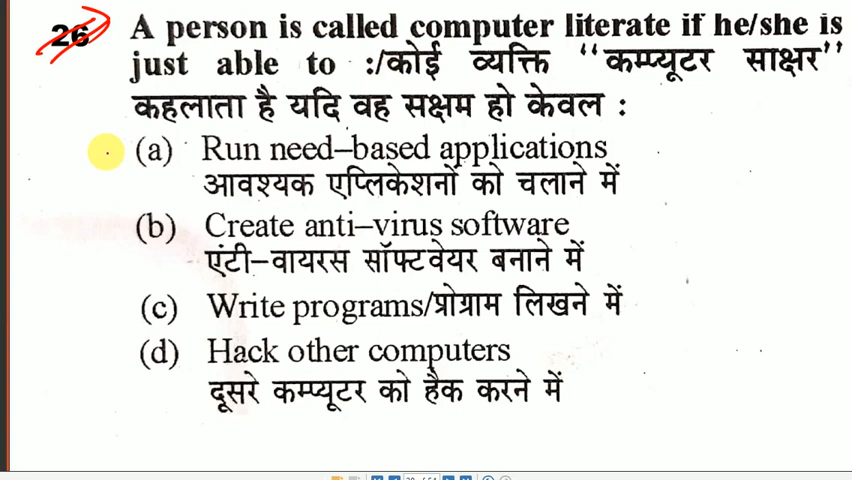 26 A person is called computer literate if he/she is
just able to :/कोई व्यक्ति "कम्प्यूटर साक्षर"
कहलाता है यदि वह सक्षम हो केवल :
(a) Run need–based applications
आवश्यक एप्लिकेशनों को चलाने में
(b) Create anti–virus software
एंटी–वायरस सॉफ्टवेयर बनाने में
(c) Write programs/प्रोग्राम लिखने में
(d) Hack other computers
दूसरे कम्प्यूटर को हैक करने में